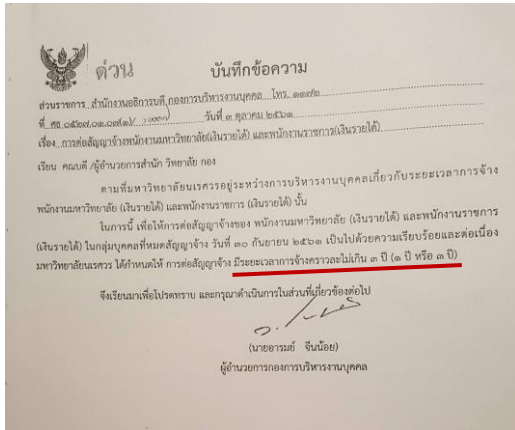 ด่วน
บันทึกข้อความ
ส่วนราชการ สำนักงานอธิการบดี กองการบริหารงานบุคคล โทร. ๑๑๗๒
ที่ ศธ ๐๕๒๗.๐๑.๐๗(๑)/ วันที่ ๓ ตุลาคม ๒๕๖๑
เรื่อง การต่อสัญญาจ้างพนักงานมหาวิทยาลัย(เงินรายได้) และพนักงานราชการ(เงินรายได้)
เรียน คณบดี /ผู้อำนวยการสำนัก วิทยาลัย กอง
ตามที่มหาวิทยาลัยนเรศวรอยู่ระหว่างการบริหารงานบุคคลเกี่ยวกับระยะเวลาการจ้าง
พนักงานมหาวิทยาลัย (เงินรายได้) และพนักงานราชการ (เงินรายได้) นั้น
ในการนี้ เพื่อให้การต่อสัญญาจ้างของ พนักงานมหาวิทยาลัย (เงินรายได้) และพนักงานราชการ
(เงินรายได้) ในกลุ่มบุคคลที่หมดสัญญาจ้าง วันที่ ๓๐ กันยายน ๒๕๖๑ เป็นไปด้วยความเรียบร้อยและต่อเนื่อง
มหาวิทยาลัยนเรศวร ได้กำหนดให้ การต่อสัญญาจ้าง มีระยะเวลาการจ้างคราวละไม่เกิน ๓ ปี (๑ ปี หรือ ๓ ปี)
จึงเรียนมาเพื่อโปรดทราบ และกรุณาดำเนินการในส่วนที่เกี่ยวข้องต่อไป
(นายอารมย์ จีนน้อย)
ผู้อำนวยการกองการบริหารงานบุคคล